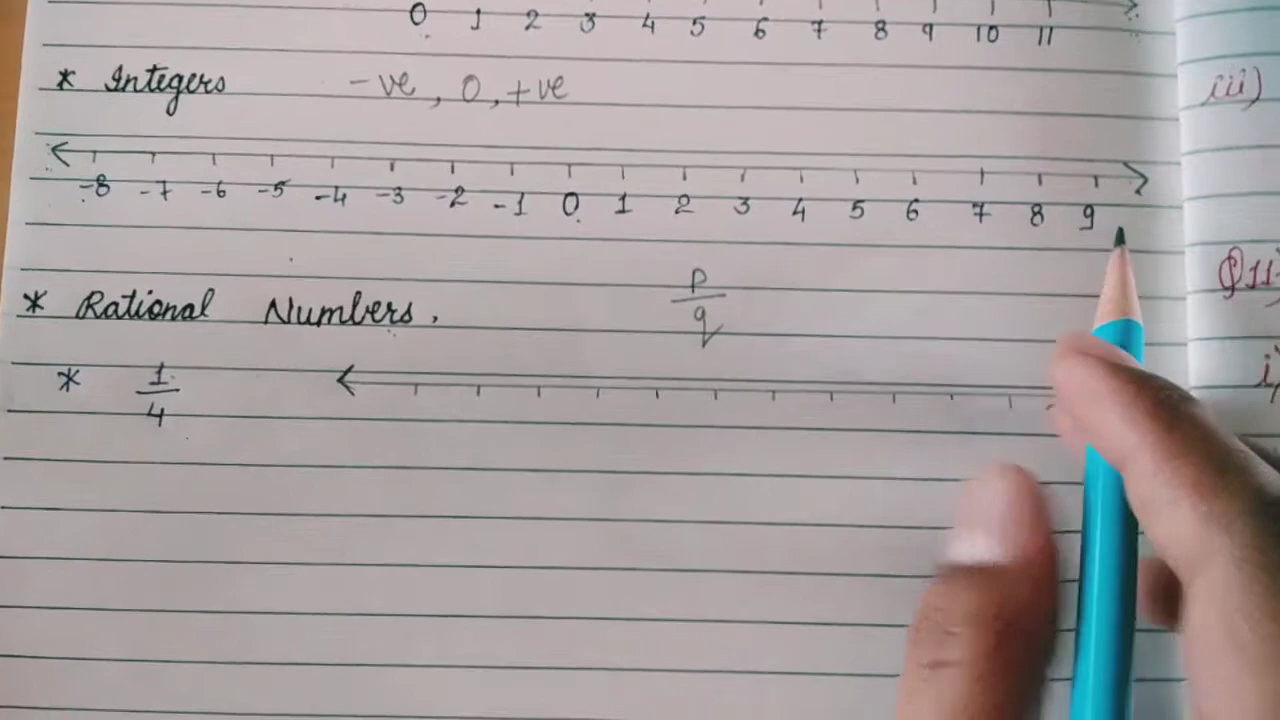 0 1 2 3 4 5 6 7 8 9 10 11
* Integers -ve, 0, +ve
-8 -7 -6 -5 -4 -3 -2 -1 0 1 2 3 4 5 6 7 8 9
* Rational Numbers.
p
q
* 1
4
iii)
Q11)
i)